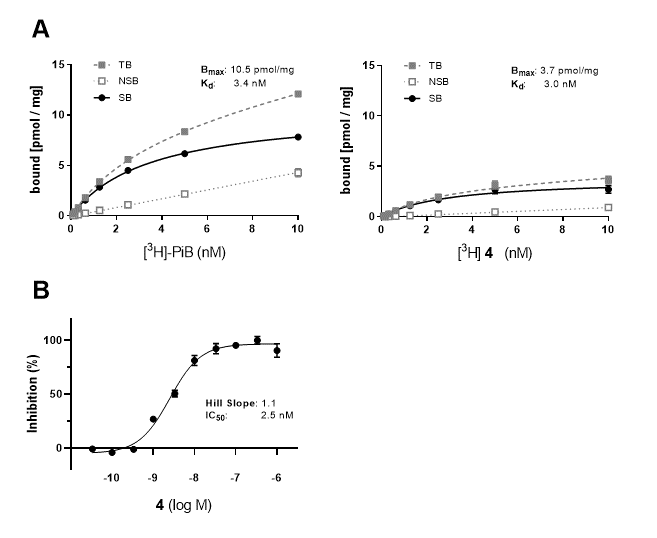 A
15
10
5
0
bound [pmol / mg]
TB
NSB
SB
Bmax: 10.5 pmol/mg
Kd: 3.4 nM
0 2 4 6 8 10
[³H]-PiB (nM)
15
10
5
0
bound [pmol / mg]
TB
NSB
SB
Bmax: 3.7 pmol/mg
Kd: 3.0 nM
0 2 4 6 8 10
[³H] 4 (nM)
B
100
50
0
Inhibition (%)
Hill Slope: 1.1
IC50: 2.5 nM
-10 -9 -8 -7 -6
4 (log M)